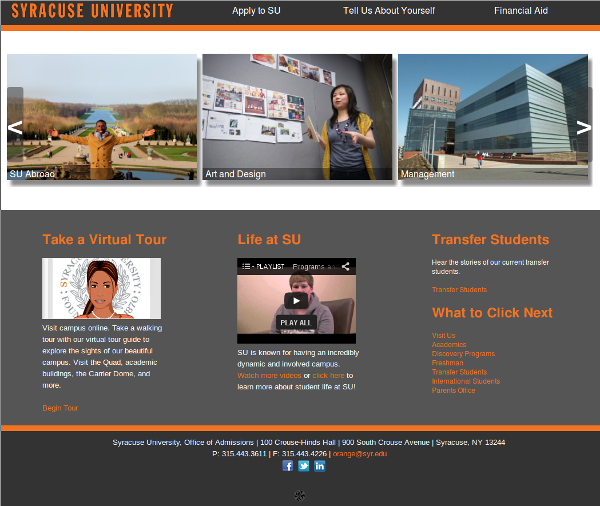 SYRACUSE UNIVERSITY
Apply to SU
Tell Us About Yourself
Financial Aid
<
>
SU Abroad
Art and Design
Management
Take a Virtual Tour
Visit campus online. Take a walking
tour with our virtual tour guide to
explore the sights of our beautiful
campus. Visit the Quad, academic
buildings, the Carrier Dome, and
more.
Begin Tour
Life at SU
PLAYLIST Programs an
PLAY ALL
SU is known for having an incredibly
dynamic and involved campus.
Watch more videos or click here to
learn more about student life at SU!
Transfer Students
Hear the stories of our current transfer
students.
Transfer Students
What to Click Next
Visit Us
Academics
Discovery Programs
Freshman
Transfer Students
International Students
Parents Office
Syracuse University, Office of Admissions | 100 Crouse-Hinds Hall | 900 South Crouse Avenue | Syracuse, NY 13244
P: 315.443.3611 | F: 315.443.4226 | orange@syr.edu